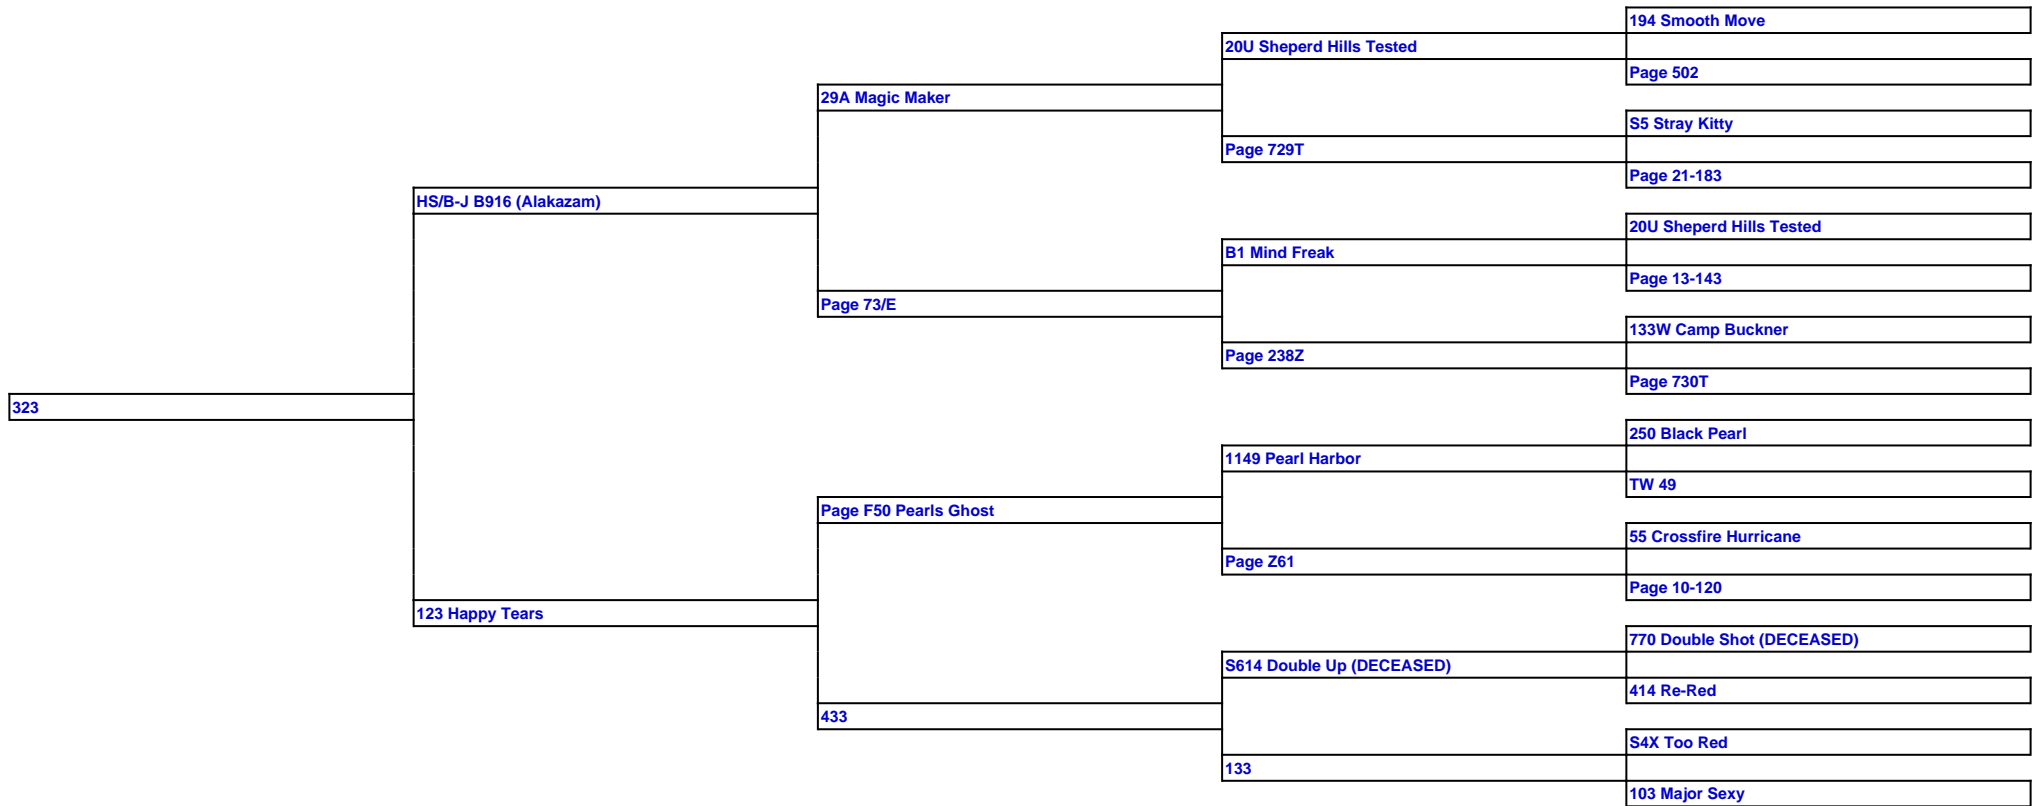 194 Smooth Move
20U Sheperd Hills Tested
Page 502
29A Magic Maker
S5 Stray Kitty
Page 729T
Page 21-183
HS/B-J B916 (Alakazam)
20U Sheperd Hills Tested
B1 Mind Freak
Page 13-143
Page 73/E
133W Camp Buckner
Page 238Z
Page 730T
323
250 Black Pearl
1149 Pearl Harbor
TW 49
Page F50 Pearls Ghost
55 Crossfire Hurricane
Page Z61
Page 10-120
123 Happy Tears
770 Double Shot (DECEASED)
S614 Double Up (DECEASED)
414 Re-Red
433
S4X Too Red
133
103 Major Sexy